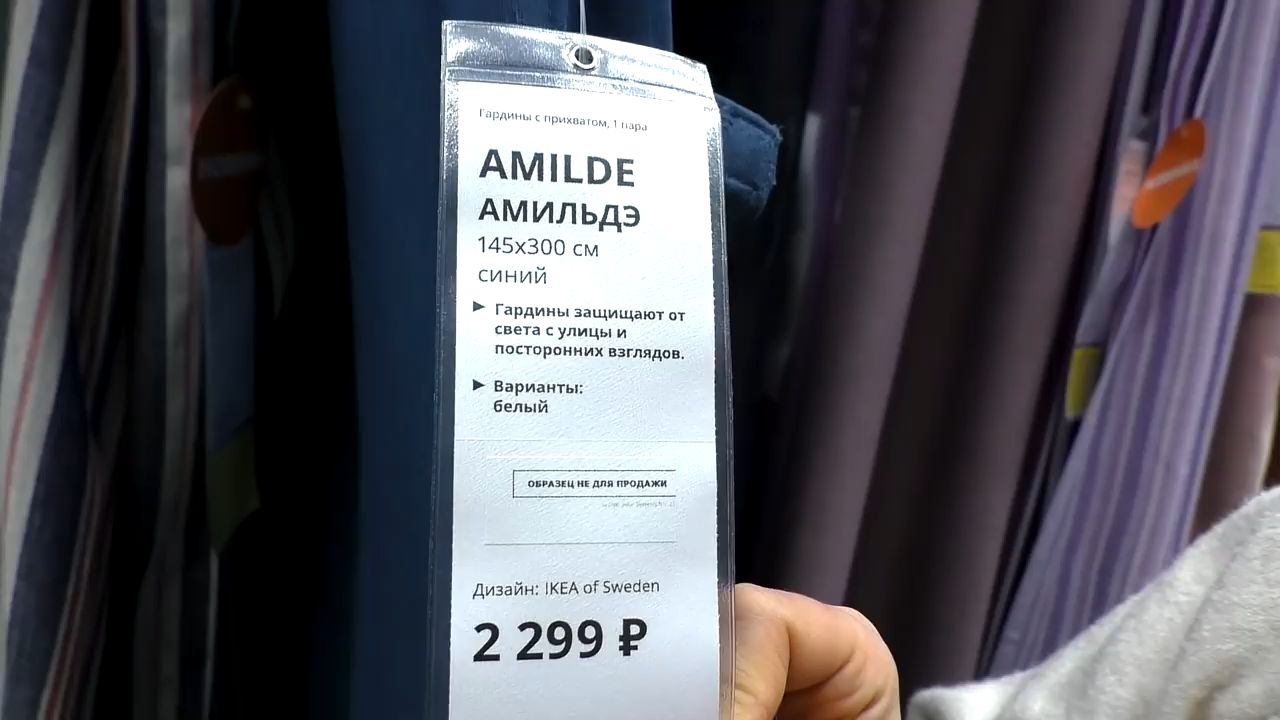 Гардины с прихватом, 1 пара
AMILDE
АМИЛЬДЭ
145x300 см
синий
Гардины защищают от
света с улицы и
посторонних взглядов.
Варианты:
белый
ОБРАЗЕЦ НЕ ДЛЯ ПРОДАЖИ
Дизайн: IKEA of Sweden
2 299 ₽